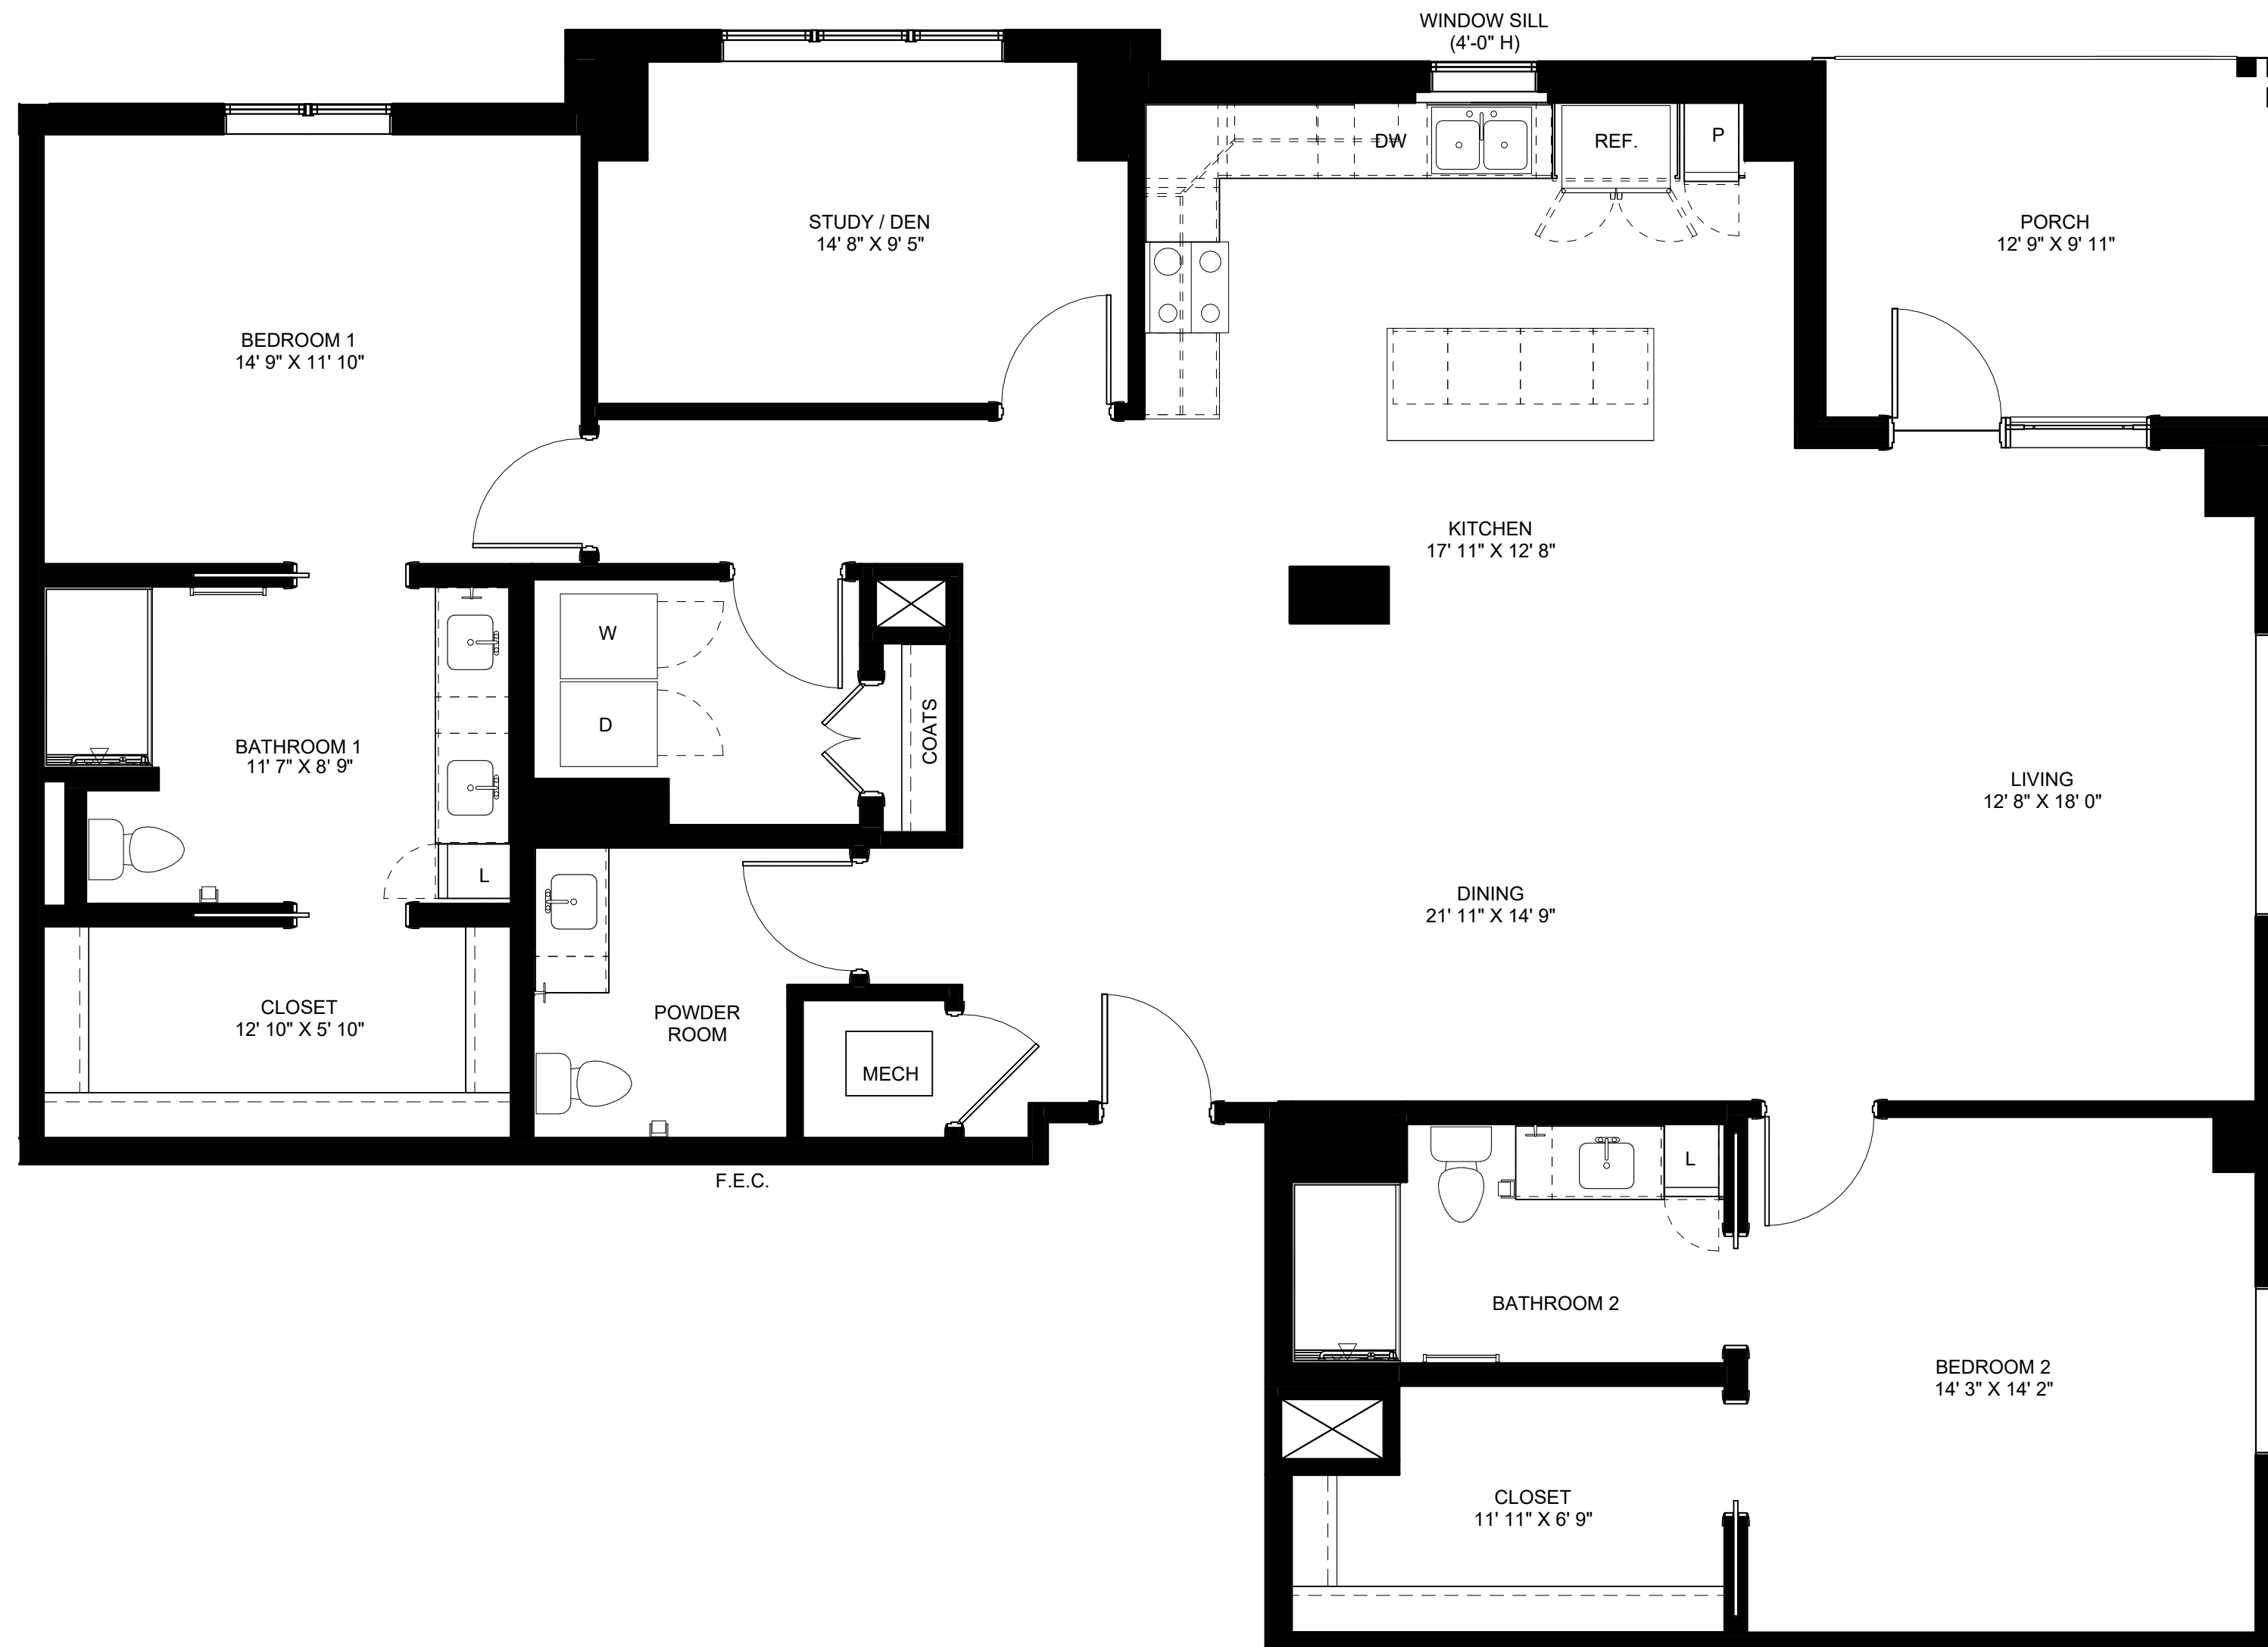 WINDOW SILL
(4'-0" H)
DW
REF.
P
STUDY / DEN
14' 8" X 9' 5"
PORCH
12' 9" X 9' 11"
BEDROOM 1
14' 9" X 11' 10"
KITCHEN
17' 11" X 12' 8"
W
D
COATS
BATHROOM 1
11' 7" X 8' 9"
LIVING
12' 8" X 18' 0"
L
DINING
21' 11" X 14' 9"
CLOSET
12' 10" X 5' 10"
POWDER
ROOM
MECH
F.E.C.
L
BATHROOM 2
BEDROOM 2
14' 3" X 14' 2"
CLOSET
11' 11" X 6' 9"